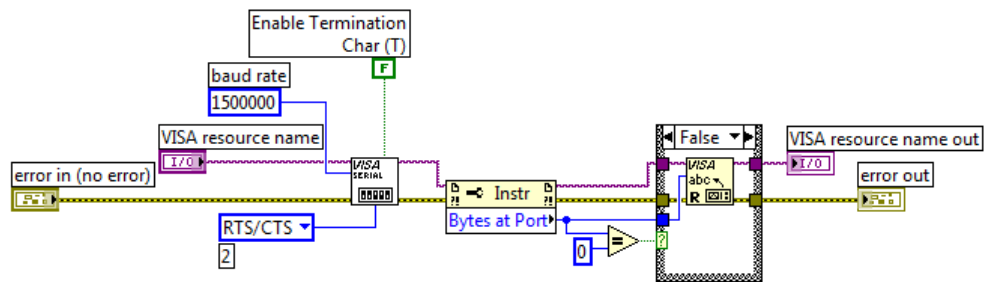 Enable Termination
Char (T)
F
baud rate
1500000
VISA resource name
I/O
error in (no error)
VISA
SERIAL
RTS/CTS
2
Instr
Bytes at Port
0
=
False
VISA
abc
R
?
VISA resource name out
I/O
error out